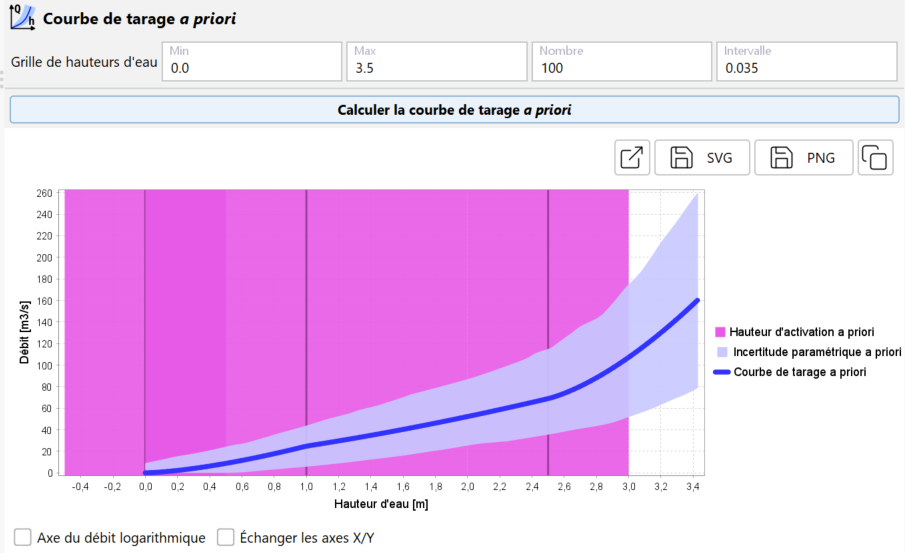 Q
h
Courbe de tarage a priori
Grille de hauteurs d'eau
Min
0.0
Max
3.5
Nombre
100
Intervalle
0.035
Calculer la courbe de tarage a priori
SVG
PNG
260
240
220
200
180
160
140
120
100
80
60
40
20
0
Débit [m3/s]
-0,4 -0,2 0,0 0,2 0,4 0,6 0,8 1,0 1,2 1,4 1,6 1,8 2,0 2,2 2,4 2,6 2,8 3,0 3,2 3,4
Hauteur d'eau [m]
Hauteur d'activation a priori
Incertitude paramétrique a priori
Courbe de tarage a priori
Axe du débit logarithmique
Échanger les axes X/Y